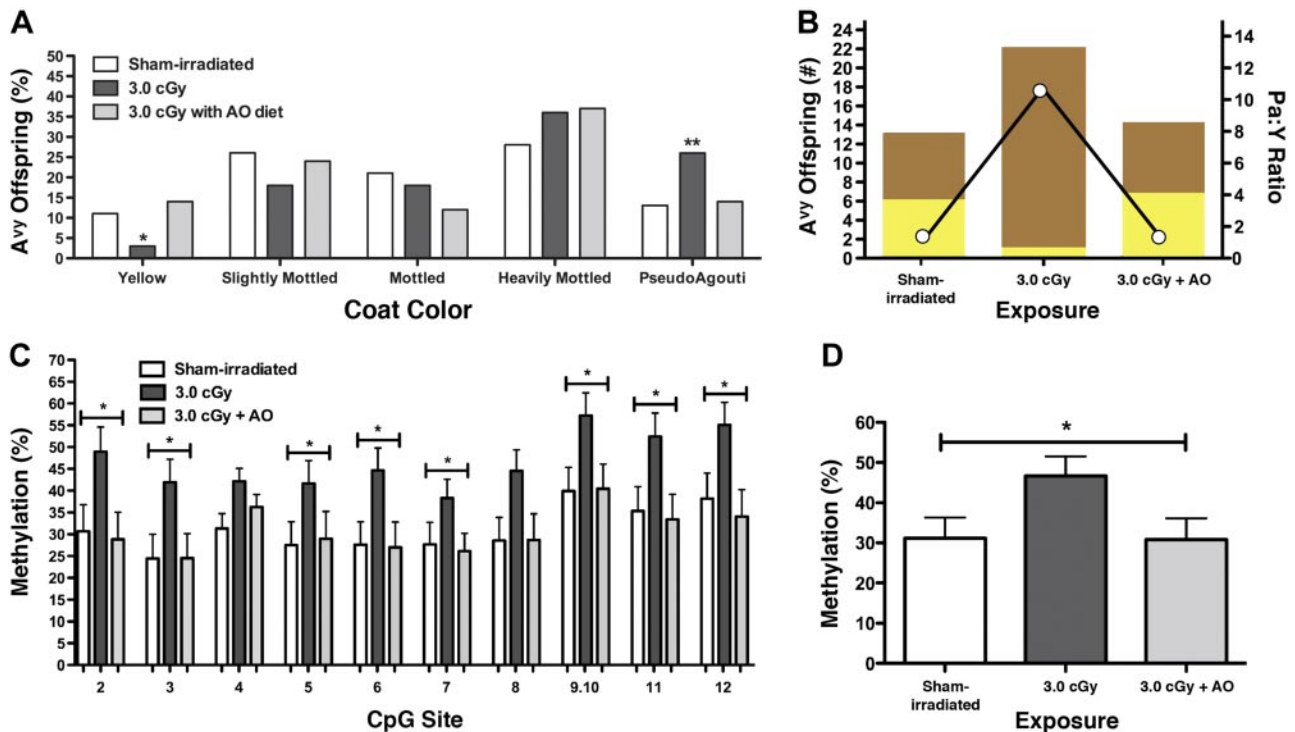 A
A^vy Offspring (%)
50
45
40
35
30
25
20
15
10
5
0
Sham-irradiated
3.0 cGy
3.0 cGy with AO diet
*
**
Yellow Slightly Mottled Mottled Heavily Mottled PseudoAgouti
Coat Color
B
A^vy Offspring (#)
24
22
20
18
16
14
12
10
8
6
4
2
0
14
12
10
8
6
4
2
0
Pa:Y Ratio
Sham-
irradiated
3.0 cGy
3.0 cGy + AO
Exposure
C
Methylation (%)
70
65
60
55
50
45
40
35
30
25
20
15
10
5
0
Sham-irradiated
3.0 cGy
3.0 cGy + AO
* * * * * * * *
2 3 4 5 6 7 8 9.10 11 12
CpG Site
D
Methylation (%)
60
50
40
30
20
10
0
*
Sham-
irradiated
3.0 cGy
3.0 cGy + AO
Exposure